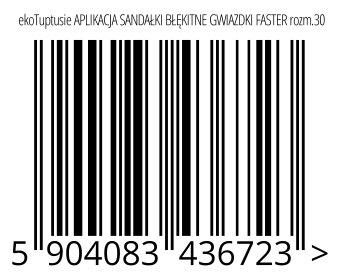 ekoTuptusie APLIKACJA SANDAŁKI BŁĘKITNE GWIAZDKI FASTER rozm.30
5 904083 436723 >